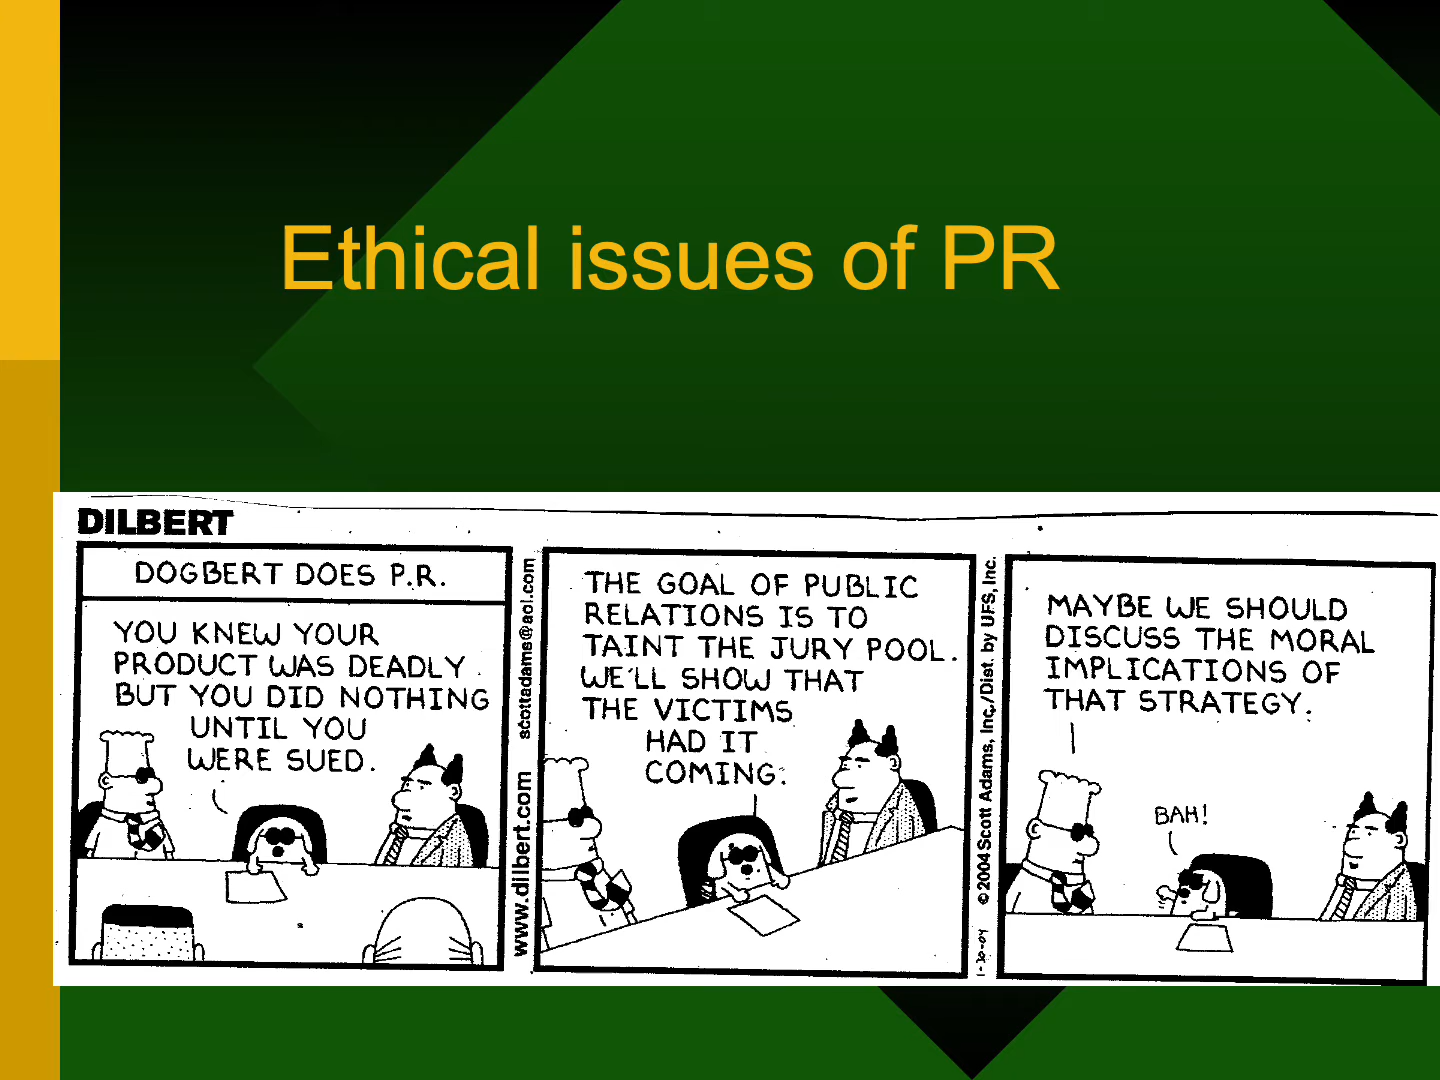 Ethical issues of PR
DILBERT
DOGBERT DOES P.R.
YOU KNEW YOUR
PRODUCT WAS DEADLY
BUT YOU DID NOTHING
UNTIL YOU
WERE SUED.
www.dilbert.com scottadams@aol.com
THE GOAL OF PUBLIC
RELATIONS IS TO
TAINT THE JURY POOL.
WE'LL SHOW THAT
THE VICTIMS
HAD IT
COMING.
1-30-04 ©2004 Scott Adams, Inc./Dist. by UFS, Inc.
MAYBE WE SHOULD
DISCUSS THE MORAL
IMPLICATIONS OF
THAT STRATEGY.
BAH!